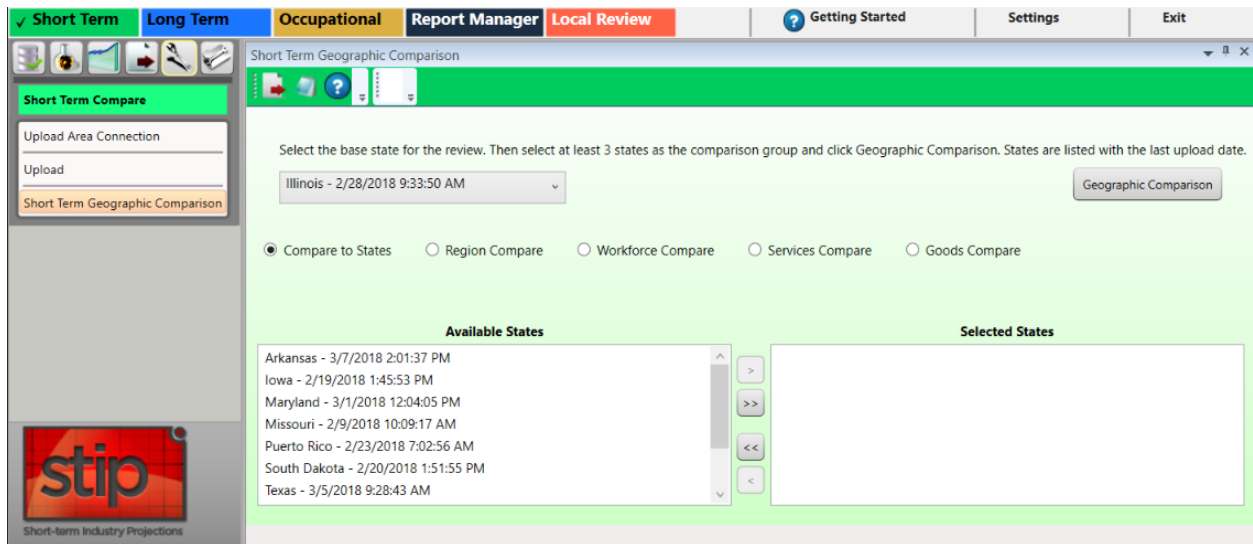 ✓ Short Term
Long Term
Occupational
Report Manager
Local Review
? Getting Started
Settings
Exit
Short Term Geographic Comparison
?
Short Term Compare
Upload Area Connection
Upload
Short Term Geographic Comparison
Select the base state for the review. Then select at least 3 states as the comparison group and click Geographic Comparison. States are listed with the last upload date.
Illinois - 2/28/2018 9:33:50 AM
Geographic Comparison
Compare to States
Region Compare
Workforce Compare
Services Compare
Goods Compare
Available States
Selected States
Arkansas - 3/7/2018 2:01:37 PM
Iowa - 2/19/2018 1:45:53 PM
Maryland - 3/1/2018 12:04:05 PM
Missouri - 2/9/2018 10:09:17 AM
Puerto Rico - 2/23/2018 7:02:56 AM
South Dakota - 2/20/2018 1:51:55 PM
Texas - 3/5/2018 9:28:43 AM
>
>>
<<
<
stip
Short-term Industry Projections